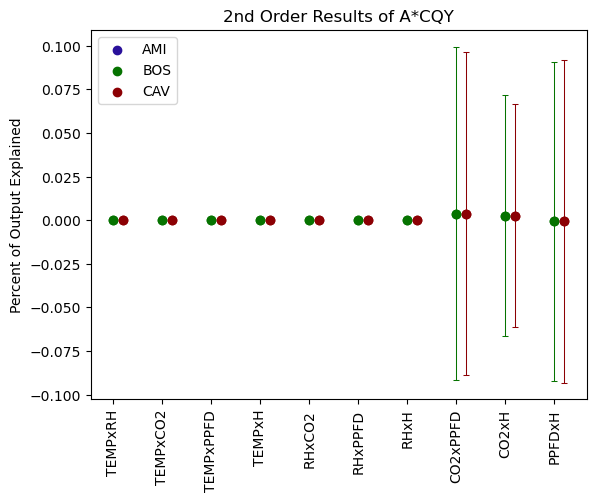 2nd Order Results of A*CQY
AMI
BOS
CAV
Percent of Output Explained
0.100
0.075
0.050
0.025
0.000
−0.025
−0.050
−0.075
−0.100
TEMPxRH
TEMPxCO2
TEMPxPPFD
TEMPxH
RHxCO2
RHxPPFD
RHxH
CO2xPPFD
CO2xH
PPFDxH